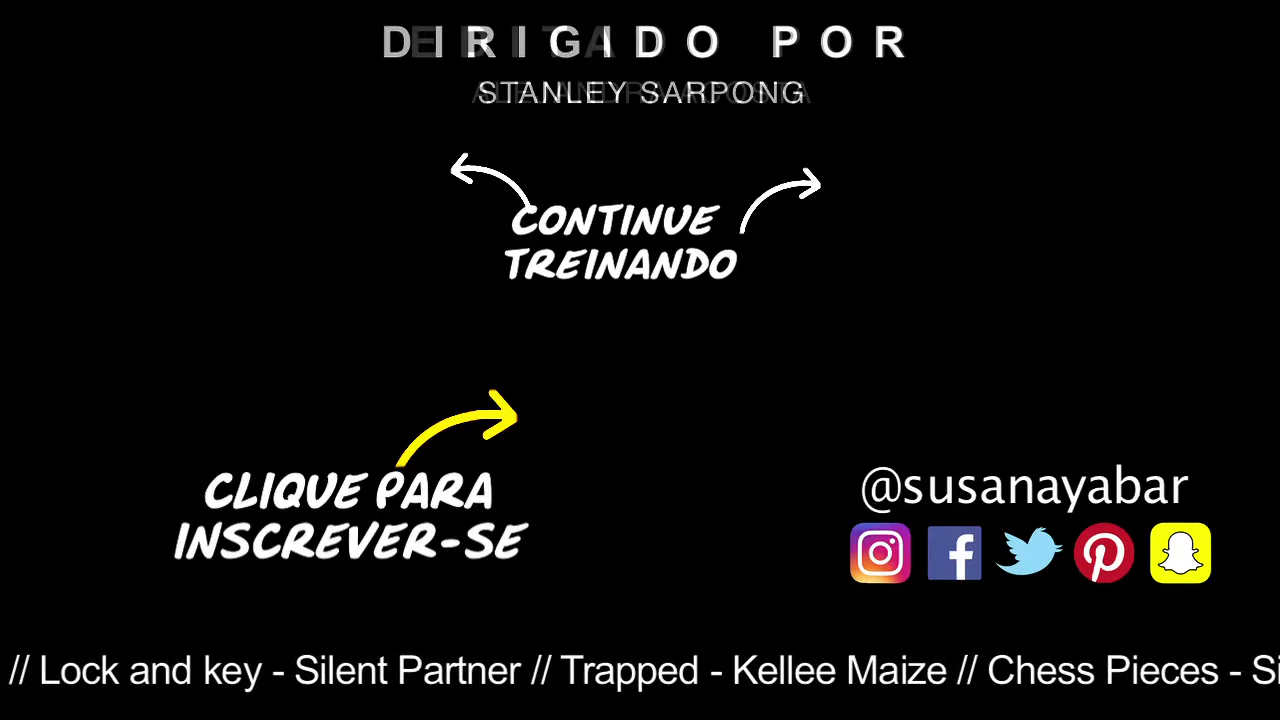 DIRIGIDO POR
STANLEY SARPONG
CONTINUE
TREINANDO
CLIQUE PARA
INSCREVER-SE
@susanayabar
// Lock and key - Silent Partner // Trapped - Kellee Maize // Chess Pieces - Si